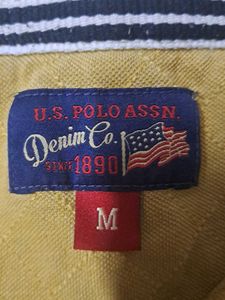 U.S. POLO ASSN.
Denim Co.
SINCE 1890
M